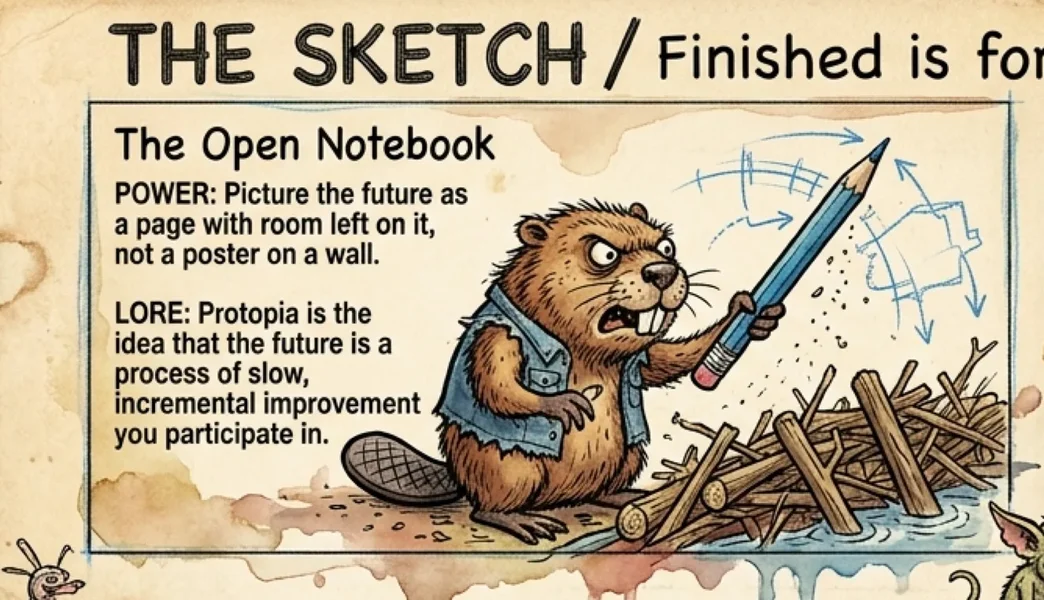 THE SKETCH / Finished is for
The Open Notebook
POWER: Picture the future as
a page with room left on it,
not a poster on a wall.
LORE: Protopia is the
idea that the future is a
process of slow,
incremental improvement
you participate in.